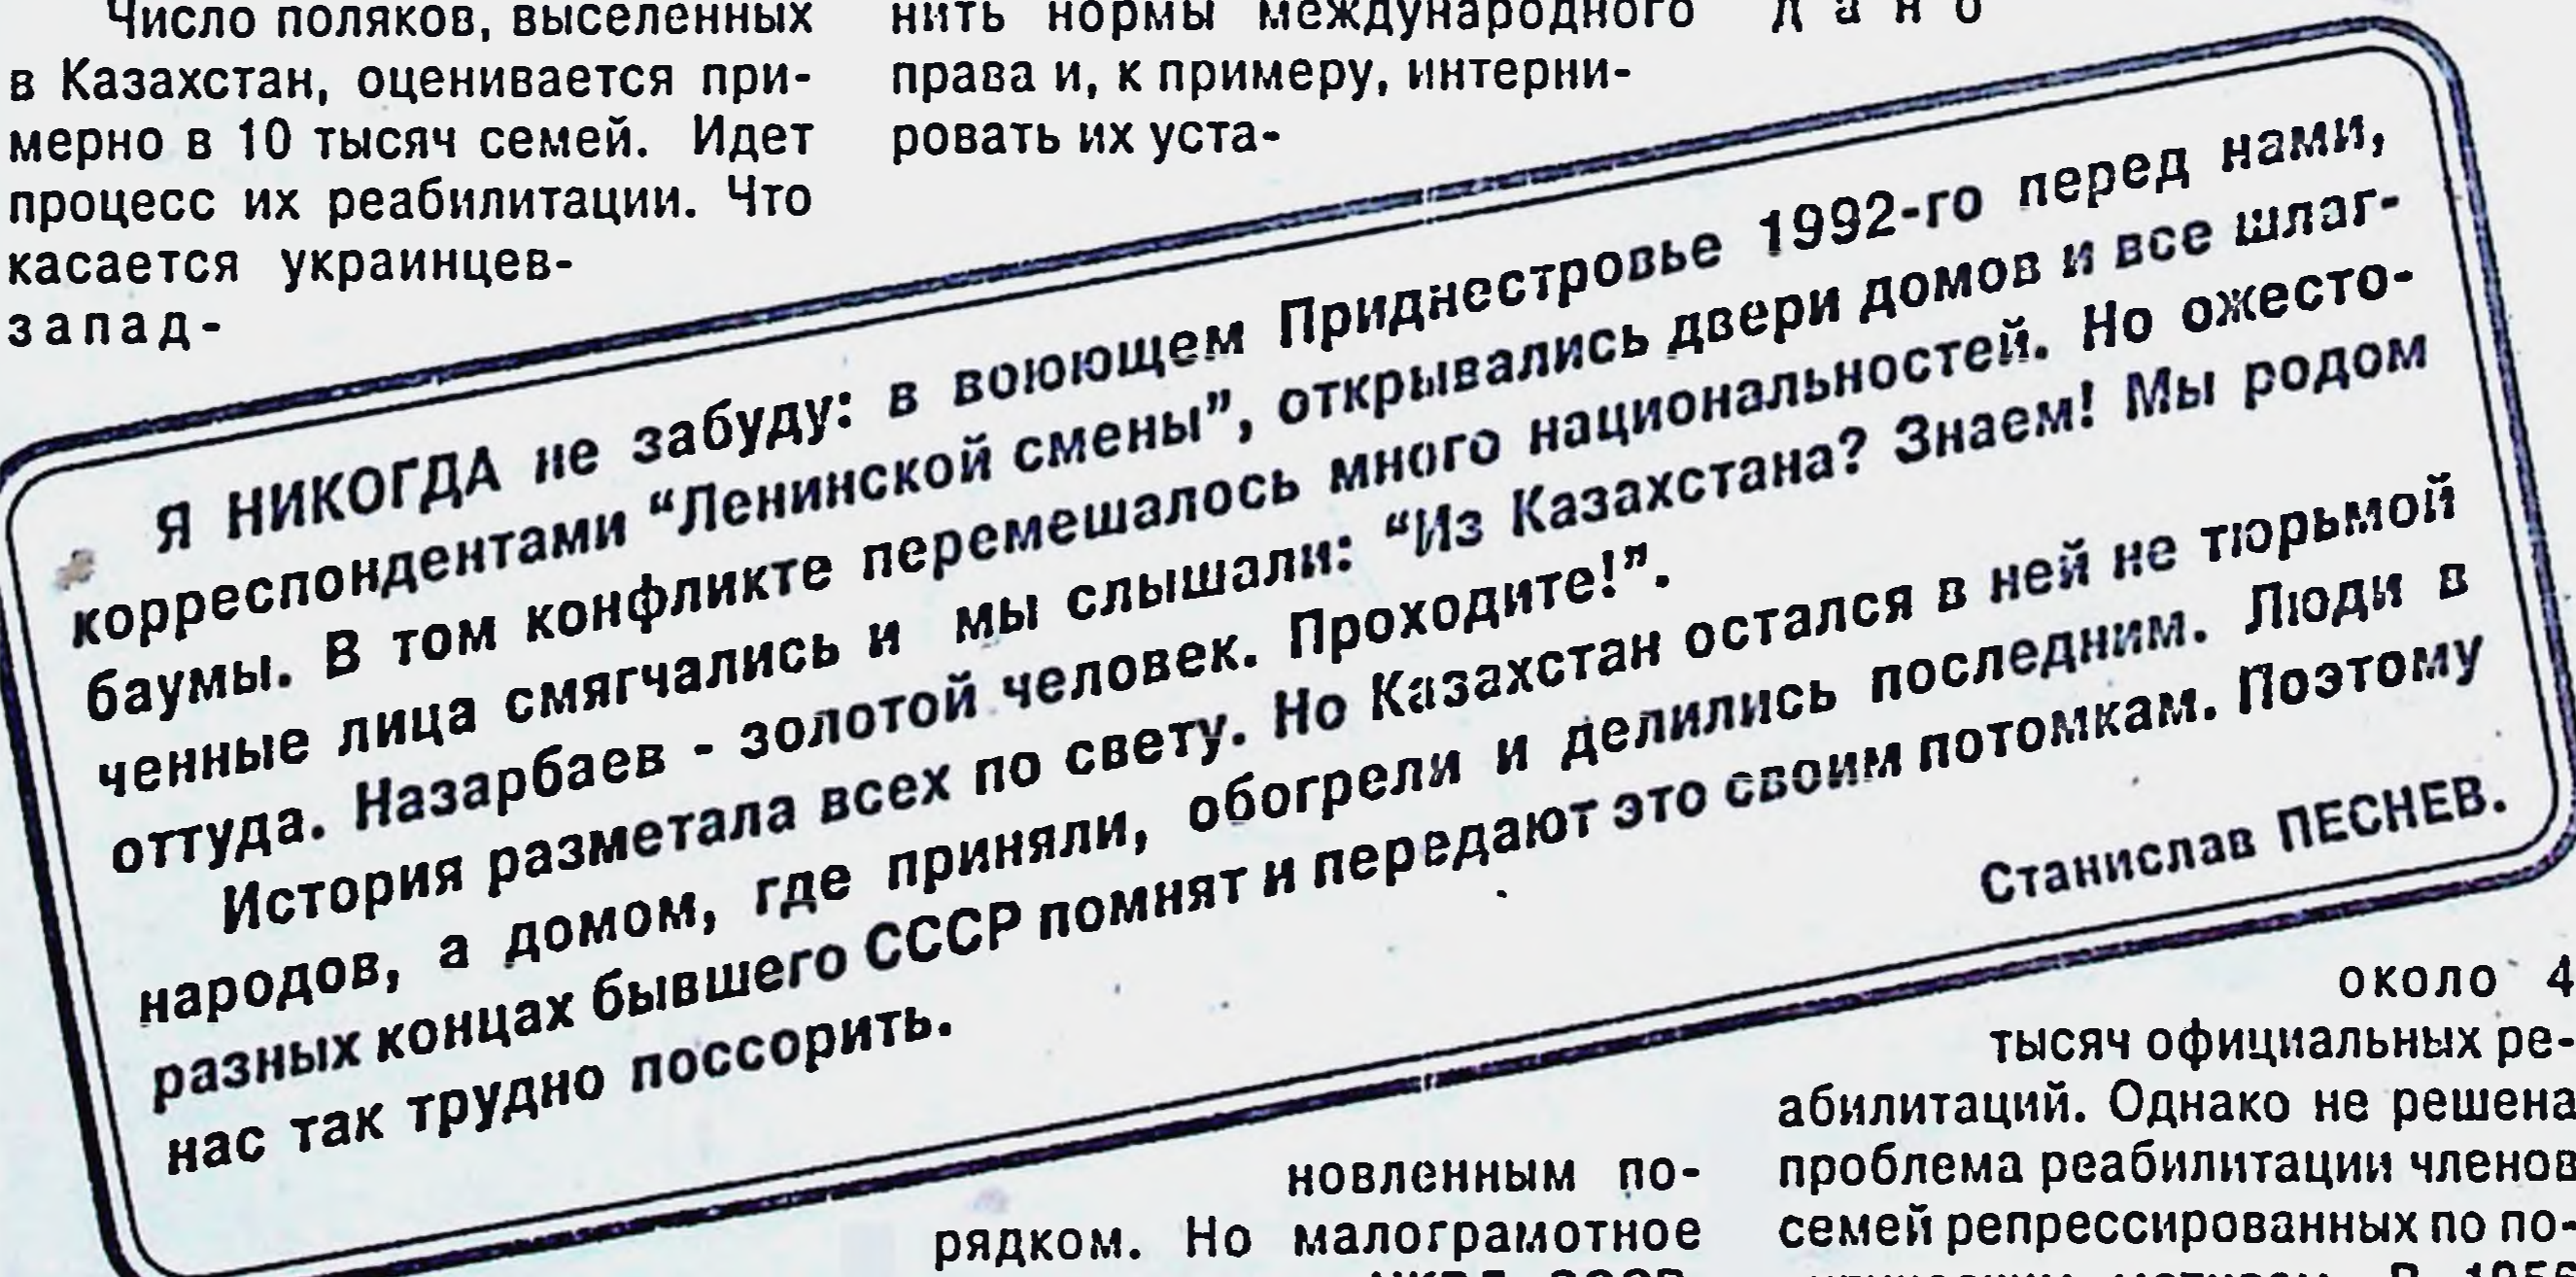 Число поляков, выселенных
в Казахстан, оценивается при-
мерно в 10 тысяч семей. Идет
процесс их реабилитации. Что
касается украинцев-
запад-
нить нормы международного
права и, к примеру, интерни-
ровать их уста-
дано
Я НИКОГДА не забуду: в воюющем Приднестровье 1992-го перед нами,
корреспондентами “Ленинской смены”, открывались двери домов и все шлаг-
баумы. В том конфликте перемешалось много национальностей. Но ожесто-
ченные лица смягчались и мы слышали: “Из Казахстана? Знаем! Мы родом
оттуда. Назарбаев - золотой человек. Проходите!”.
История разметала всех по свету. Но Казахстан остался в ней не тюрьмой
народов, а домом, где приняли, обогрели и делились последним. Люди в
разных концах бывшего СССР помнят и передают это своим потомкам. Поэтому
нас так трудно поссорить.
Станислав ПЕСНЕВ.
новленным по-
рядком. Но малограмотное
около 4
тысяч официальных ре-
абилитаций. Однако не решена
проблема реабилитации членов
семей репрессированных по по-